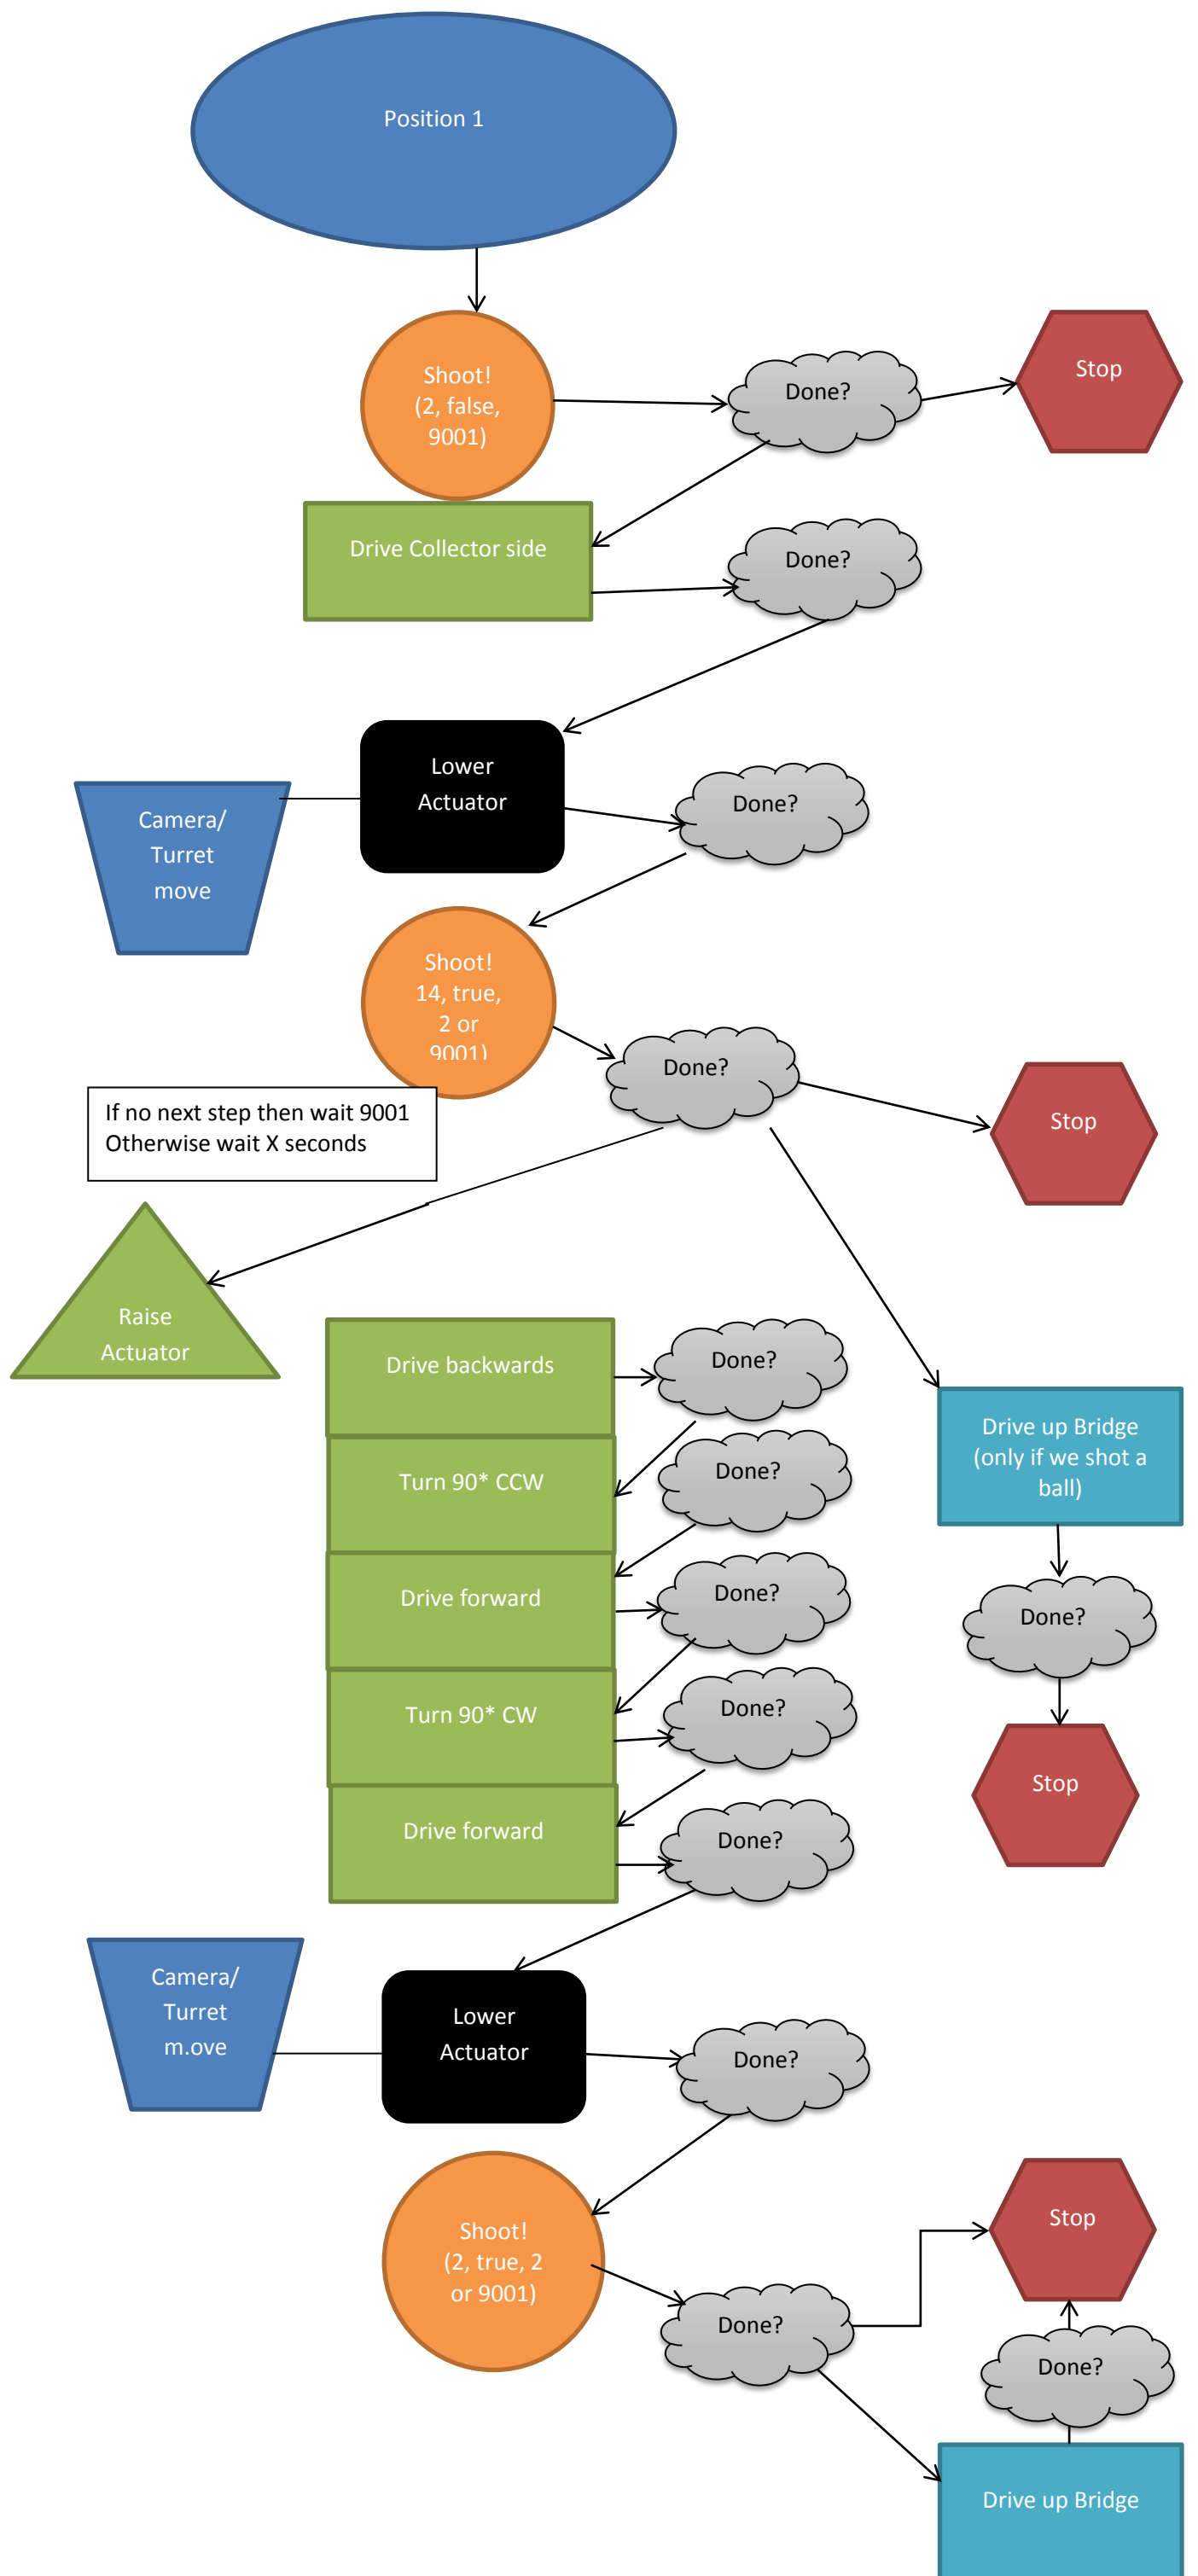 Position 1
Shoot!
(2, false,
9001)
Done?
Stop
Drive Collector side
Done?
Lower
Actuator
Camera/
Turret
move
Done?
Shoot!
14, true,
2 or
9001)
Done?
Stop
If no next step then wait 9001
Otherwise wait X seconds
Raise
Actuator
Drive backwards
Done?
Drive up Bridge
(only if we shot a
ball)
Turn 90* CCW
Done?
Drive forward
Done?
Done?
Turn 90* CW
Done?
Stop
Drive forward
Done?
Camera/
Turret
m.ove
Lower
Actuator
Done?
Shoot!
(2, true, 2
or 9001)
Stop
Done?
Done?
Drive up Bridge